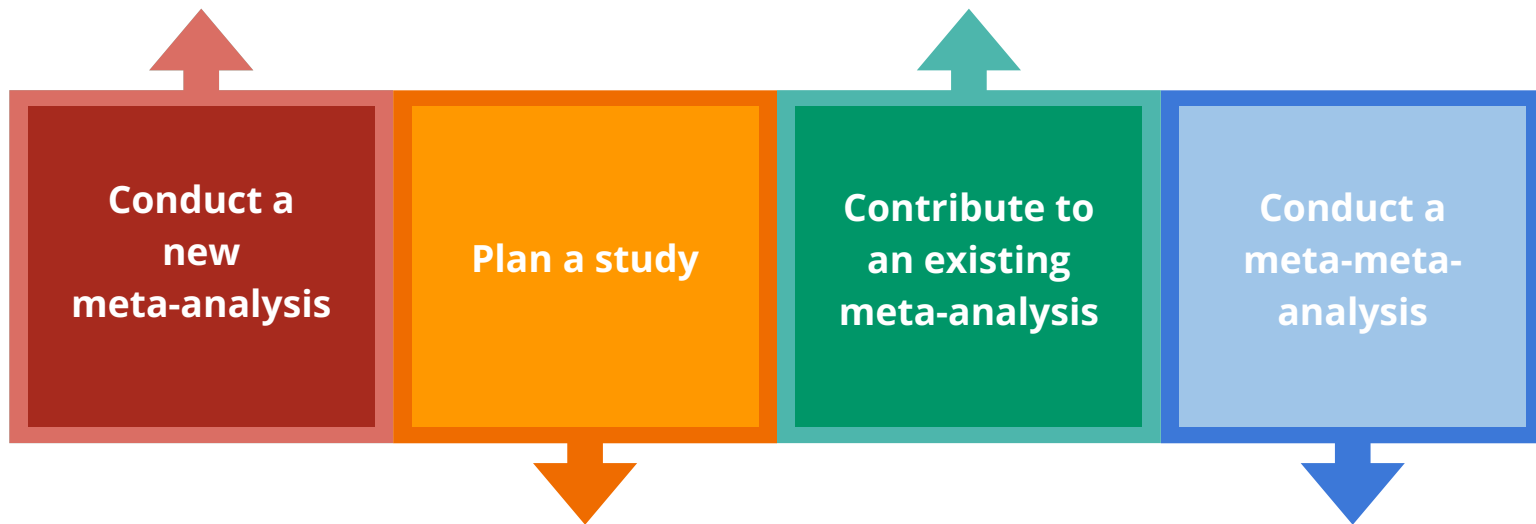 Conduct a
new
meta-analysis
Plan a study
Contribute to
an existing
meta-analysis
Conduct a
meta-meta-
analysis